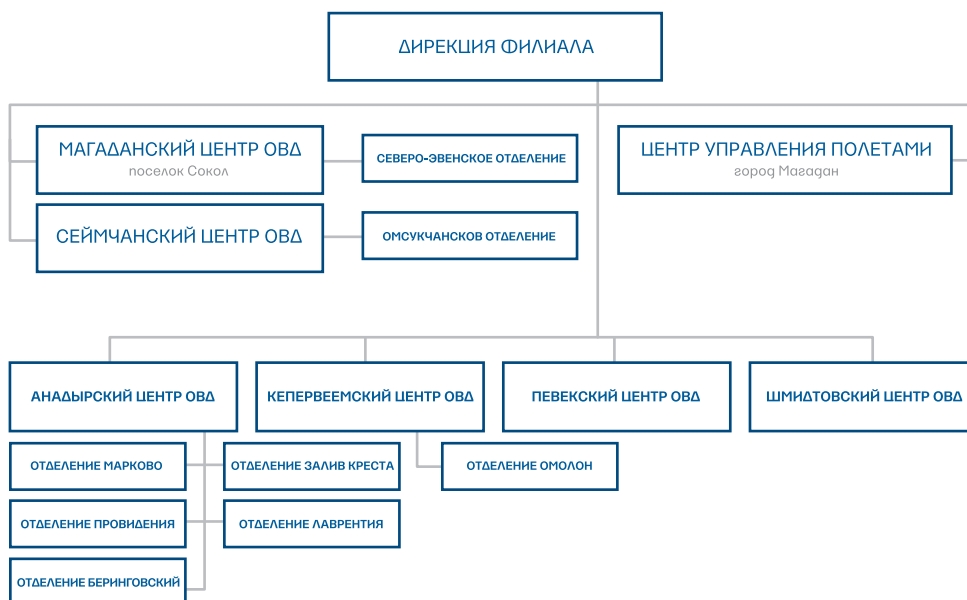 ДИРЕКЦИЯ ФИЛИАЛА
МАГАДАНСКИЙ ЦЕНТР ОВД
поселок Сокол
СЕВЕРО-ЭВЕНСКОЕ ОТДЕЛЕНИЕ
ЦЕНТР УПРАВЛЕНИЯ ПОЛЕТАМИ
город Магадан
СЕЙМЧАНСКИЙ ЦЕНТР ОВД
ОМСУКЧАНСКОВ ОТДЕЛЕНИЕ
АНАДЫРСКИЙ ЦЕНТР ОВД
КЕПЕРВЕЕМСКИЙ ЦЕНТР ОВД
ПЕВЕКСКИЙ ЦЕНТР ОВД
ШМИДТОВСКИЙ ЦЕНТР ОВД
ОТДЕЛЕНИЕ МАРКОВО
ОТДЕЛЕНИЕ ЗАЛИВ КРЕСТА
ОТДЕЛЕНИЕ ОМОЛОН
ОТДЕЛЕНИЕ ПРОВИДЕНИЯ
ОТДЕЛЕНИЕ ЛАВРЕНТИЯ
ОТДЕЛЕНИЕ БЕРИНГОВСКИЙ